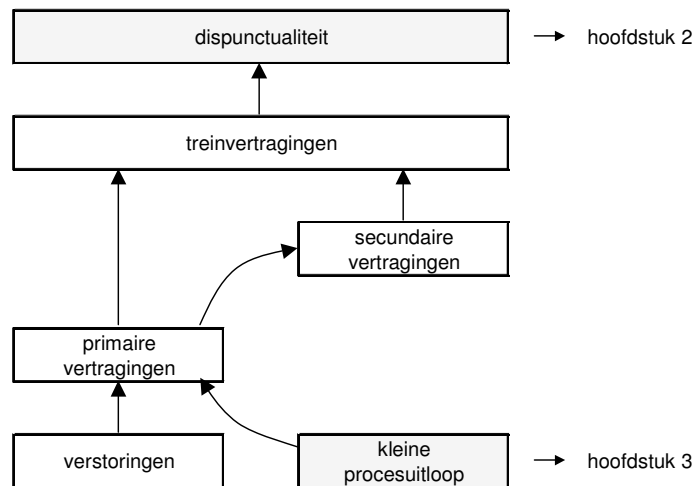 dispunctualiteit
hoofdstuk 2
treinvertragingen
secundaire
vertragingen
primaire
vertragingen
verstoringen
kleine
procesuitloop
hoofdstuk 3